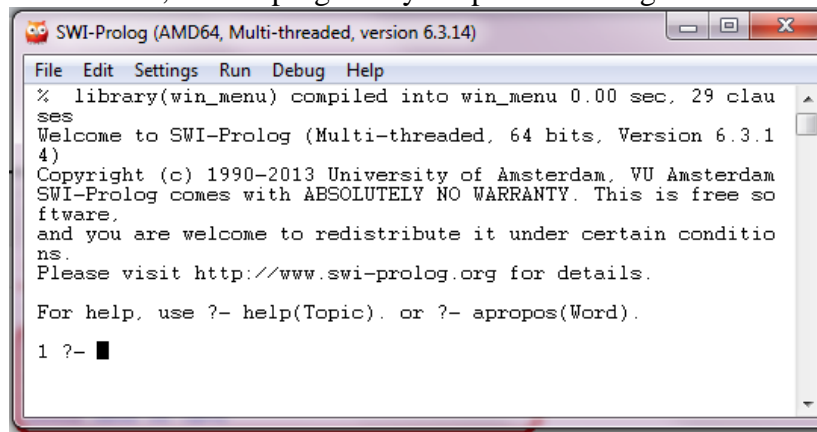 SWI-Prolog (AMD64, Multi-threaded, version 6.3.14)
File Edit Settings Run Debug Help
% library(win_menu) compiled into win_menu 0.00 sec, 29 clau
ses
Welcome to SWI-Prolog (Multi-threaded, 64 bits, Version 6.3.1
4)
Copyright (c) 1990-2013 University of Amsterdam, VU Amsterdam
SWI-Prolog comes with ABSOLUTELY NO WARRANTY. This is free so
ftware,
and you are welcome to redistribute it under certain conditio
ns.
Please visit http://www.swi-prolog.org for details.
For help, use ?- help(Topic). or ?- apropos(Word).
1 ?-